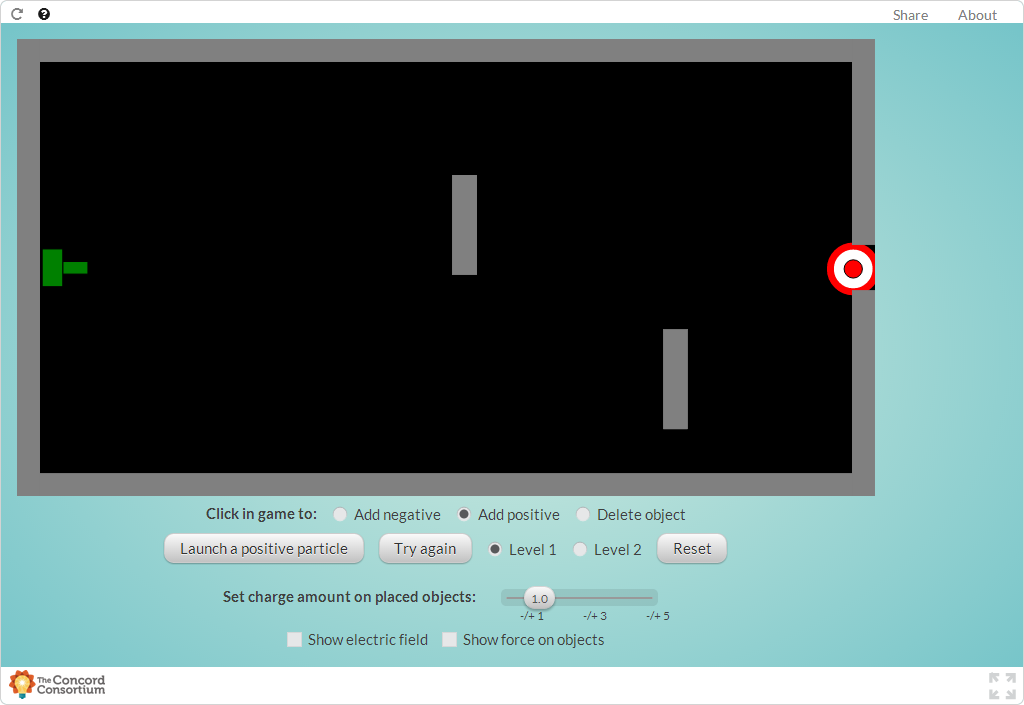 Share About
Click in game to: Add negative Add positive Delete object
Launch a positive particle Try again Level 1 Level 2 Reset
Set charge amount on placed objects: 1.0
-/+ 1 -/+ 3 -/+ 5
Show electric field Show force on objects
The Concord
Consortium